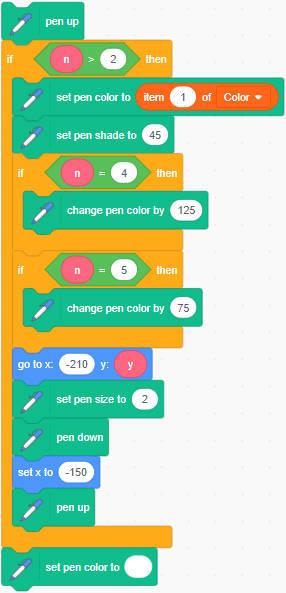 pen up
if n > 2 then
set pen color to item 1 of Color
set pen shade to 45
if n = 4 then
change pen color by 125
if n = 5 then
change pen color by 75
go to x: -210 y: y
set pen size to 2
pen down
set x to -150
pen up
set pen color to